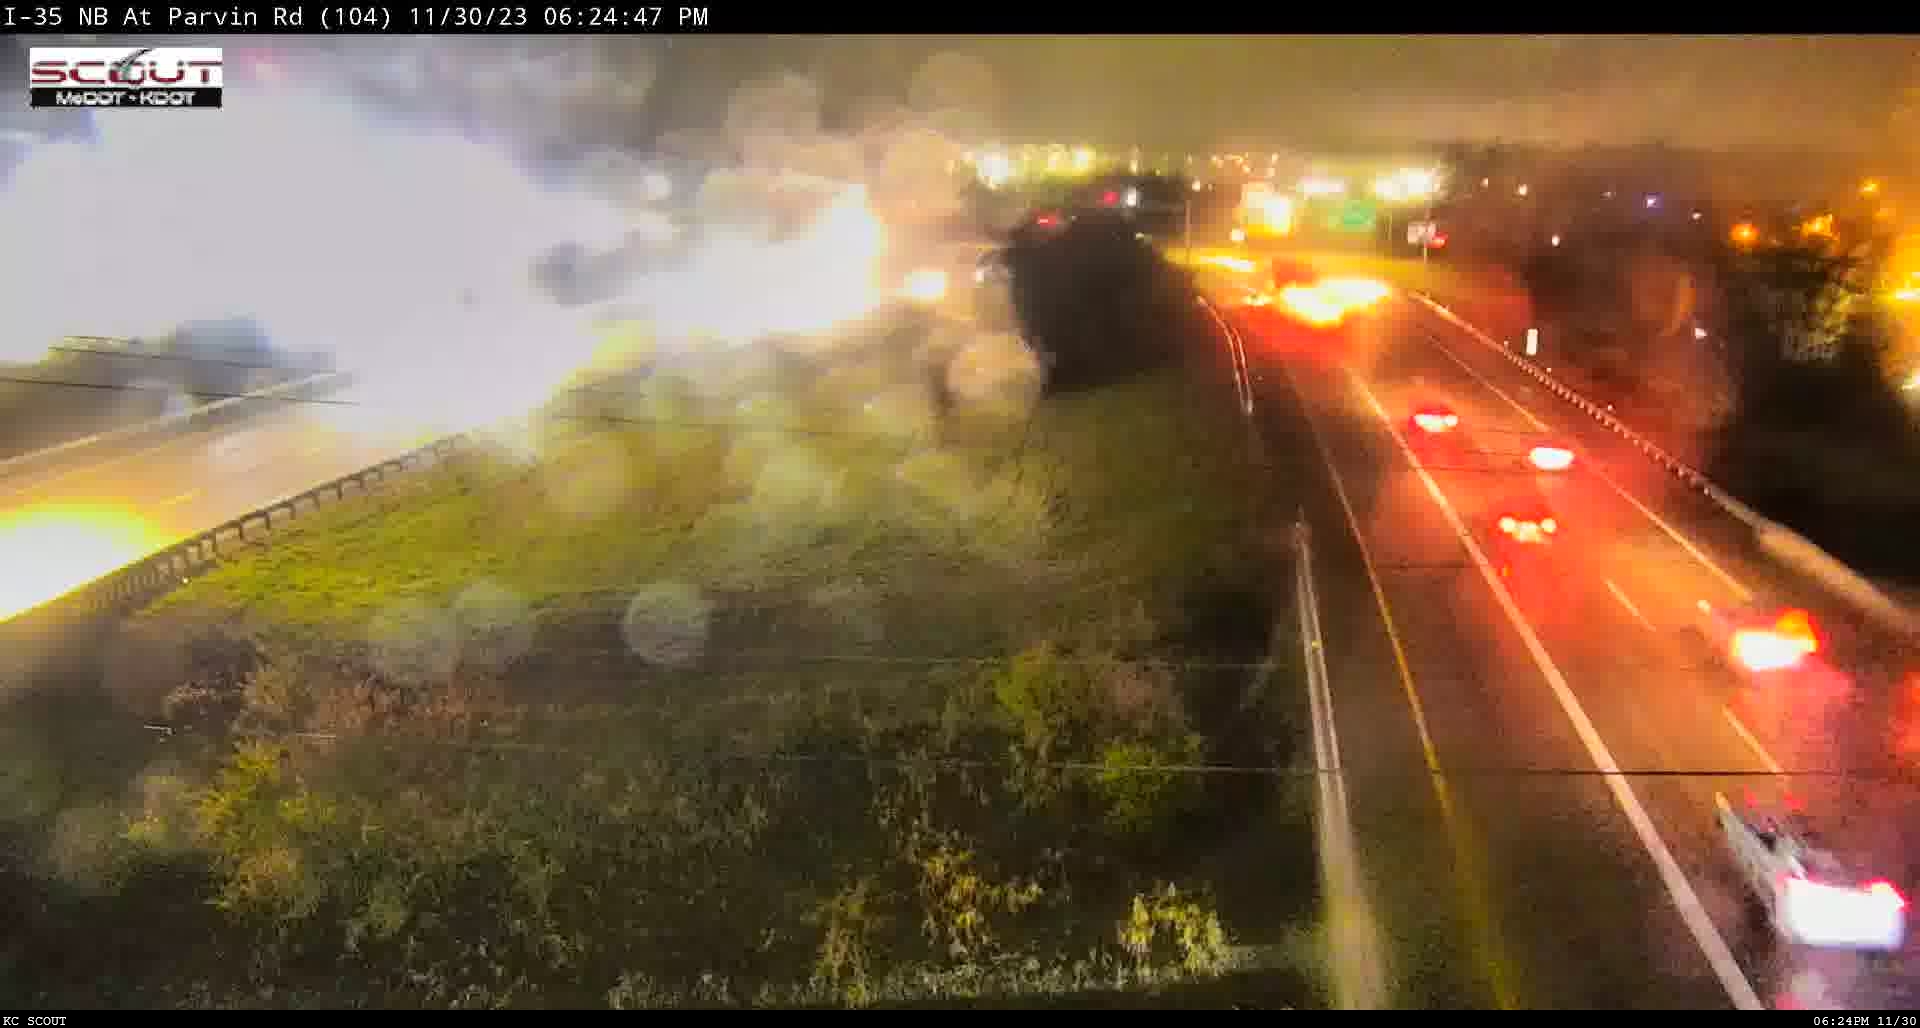 I-35 NB At Parvin Rd (104) 11/30/23 06:24:47 PM
SCOUT
MoDOT - KDOT
KC SCOUT
06:24PM 11/30